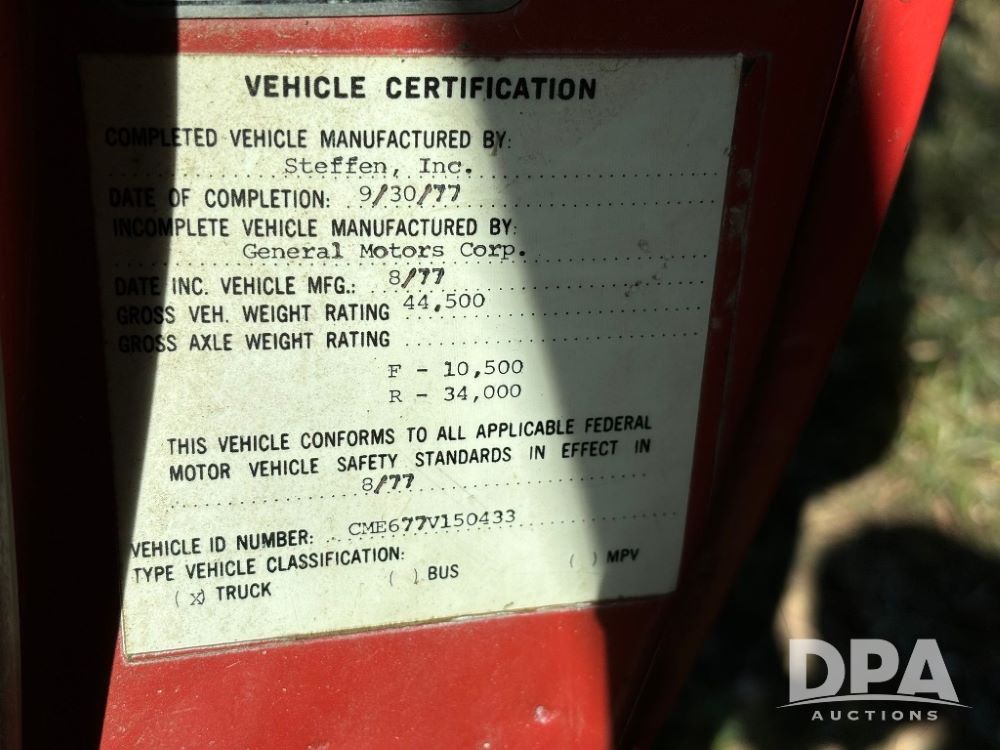 VEHICLE CERTIFICATION
COMPLETED VEHICLE MANUFACTURED BY:
Steffen, Inc.
DATE OF COMPLETION: 9/30/77
INCOMPLETE VEHICLE MANUFACTURED BY:
General Motors Corp.
DATE INC. VEHICLE MFG.: 8/77
GROSS VEH. WEIGHT RATING 44,500
GROSS AXLE WEIGHT RATING
F - 10,500
R - 34,000
THIS VEHICLE CONFORMS TO ALL APPLICABLE FEDERAL
MOTOR VEHICLE SAFETY STANDARDS IN EFFECT IN
8/77
VEHICLE ID NUMBER: CME677V150433
TYPE VEHICLE CLASSIFICATION:
(x) TRUCK ( ) BUS ( ) MPV
DPA
AUCTIONS